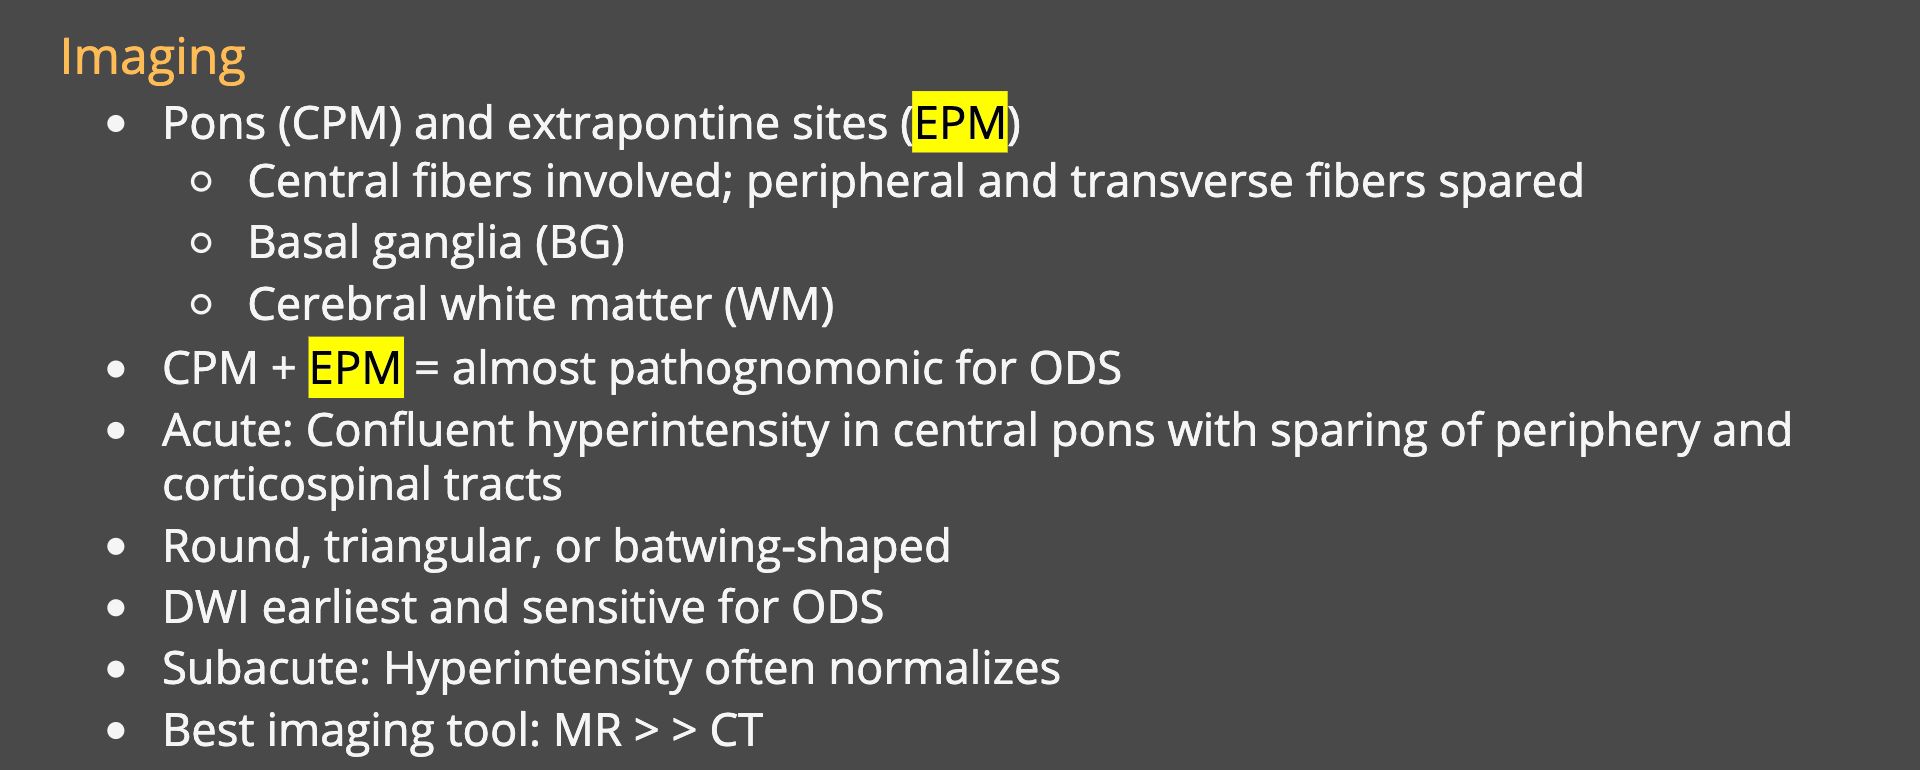 Imaging
• Pons (CPM) and extrapontine sites (EPM)
○ Central fibers involved; peripheral and transverse fibers spared
○ Basal ganglia (BG)
○ Cerebral white matter (WM)
• CPM + EPM = almost pathognomonic for ODS
• Acute: Confluent hyperintensity in central pons with sparing of periphery and
corticospinal tracts
• Round, triangular, or batwing-shaped
• DWI earliest and sensitive for ODS
• Subacute: Hyperintensity often normalizes
• Best imaging tool: MR > > CT